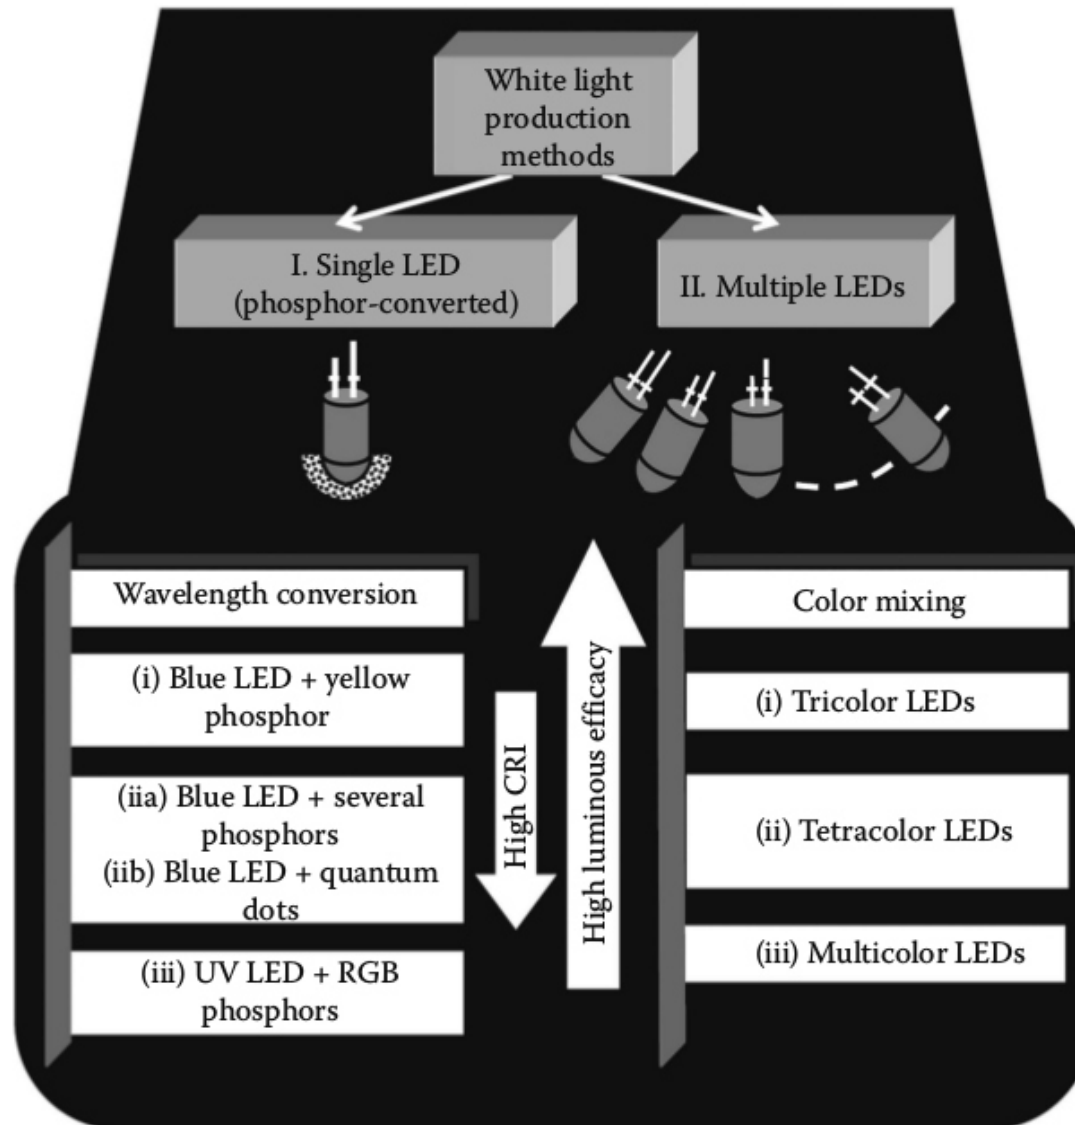 White light
production
methods
I. Single LED
(phosphor-converted)
II. Multiple LEDs
Wavelength conversion
(i) Blue LED + yellow
phosphor
(iia) Blue LED + several
phosphors
(iib) Blue LED + quantum
dots
(iii) UV LED + RGB
phosphors
High CRI
High luminous efficacy
Color mixing
(i) Tricolor LEDs
(ii) Tetracolor LEDs
(iii) Multicolor LEDs